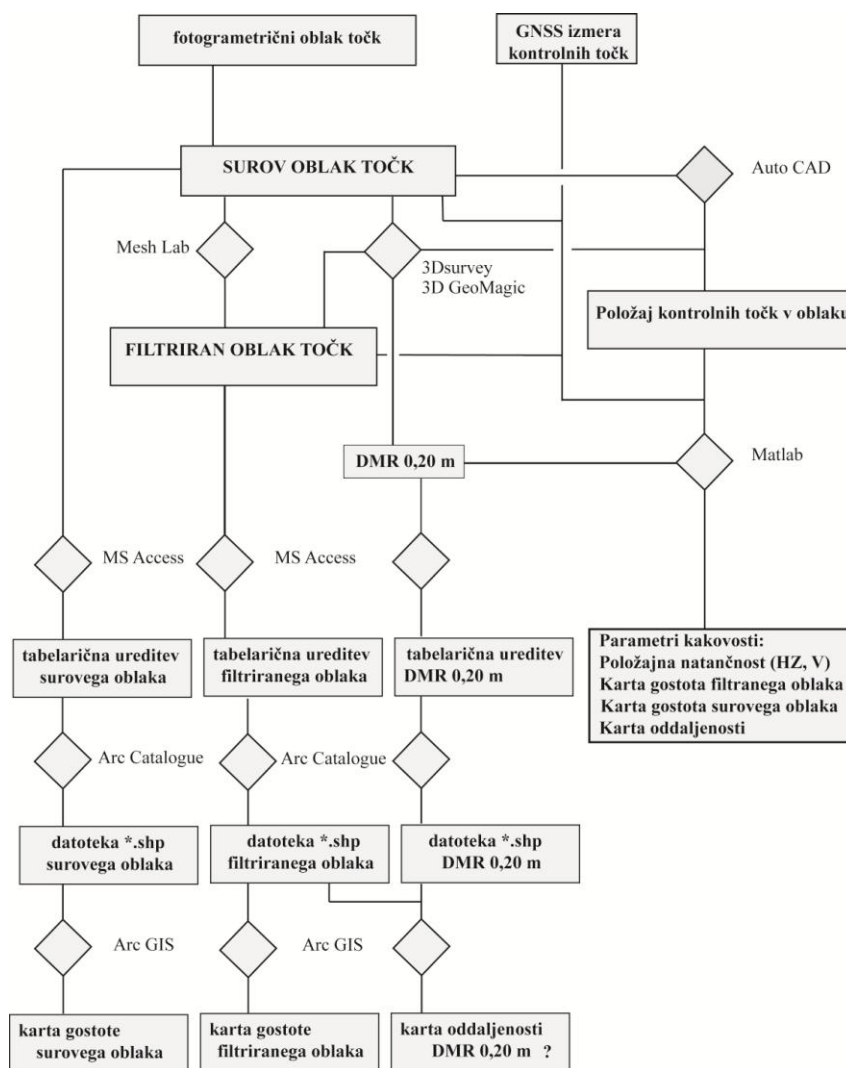 fotogrametrični oblak točk
GNSS izmera
kontrolnih točk
SUROV OBLAK TOČK
Auto CAD
Mesh Lab
3Dsurvey
3D GeoMagic
Položaj kontrolnih točk v oblaku
FILTRIRAN OBLAK TOČK
DMR 0,20 m
Matlab
MS Access
MS Access
tabelarična ureditev
surovega oblaka
tabelarična ureditev
filtriranega oblaka
tabelarična ureditev
DMR 0,20 m
Parametri kakovosti:
Položajna natančnost (HZ, V)
Karta gostota filtranega oblaka
Karta gostota surovega oblaka
Karta oddaljenosti
Arc Catalogue
Arc Catalogue
datoteka *.shp
surovega oblaka
datoteka *.shp
filtriranega oblaka
datoteka *.shp
DMR 0,20 m
Arc GIS
Arc GIS
karta gostote
surovega oblaka
karta gostote
filtriranega oblaka
karta oddaljenosti
DMR 0,20 m ?